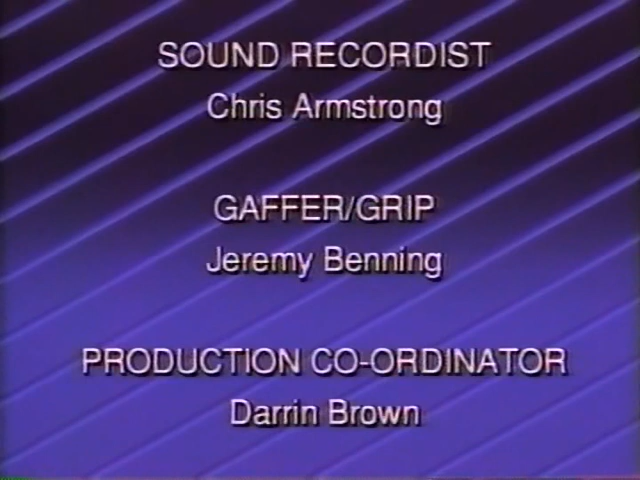 SOUND RECORDIST
Chris Armstrong
GAFFER/GRIP
Jeremy Benning
PRODUCTION CO-ORDINATOR
Darrin Brown